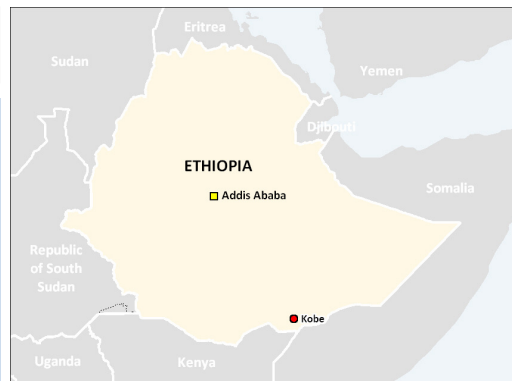 Eritrea
Sudan
Yemen
Djibouti
ETHIOPIA
Addis Ababa
Somalia
Republic
of South
Sudan
Kobe
Uganda
Kenya